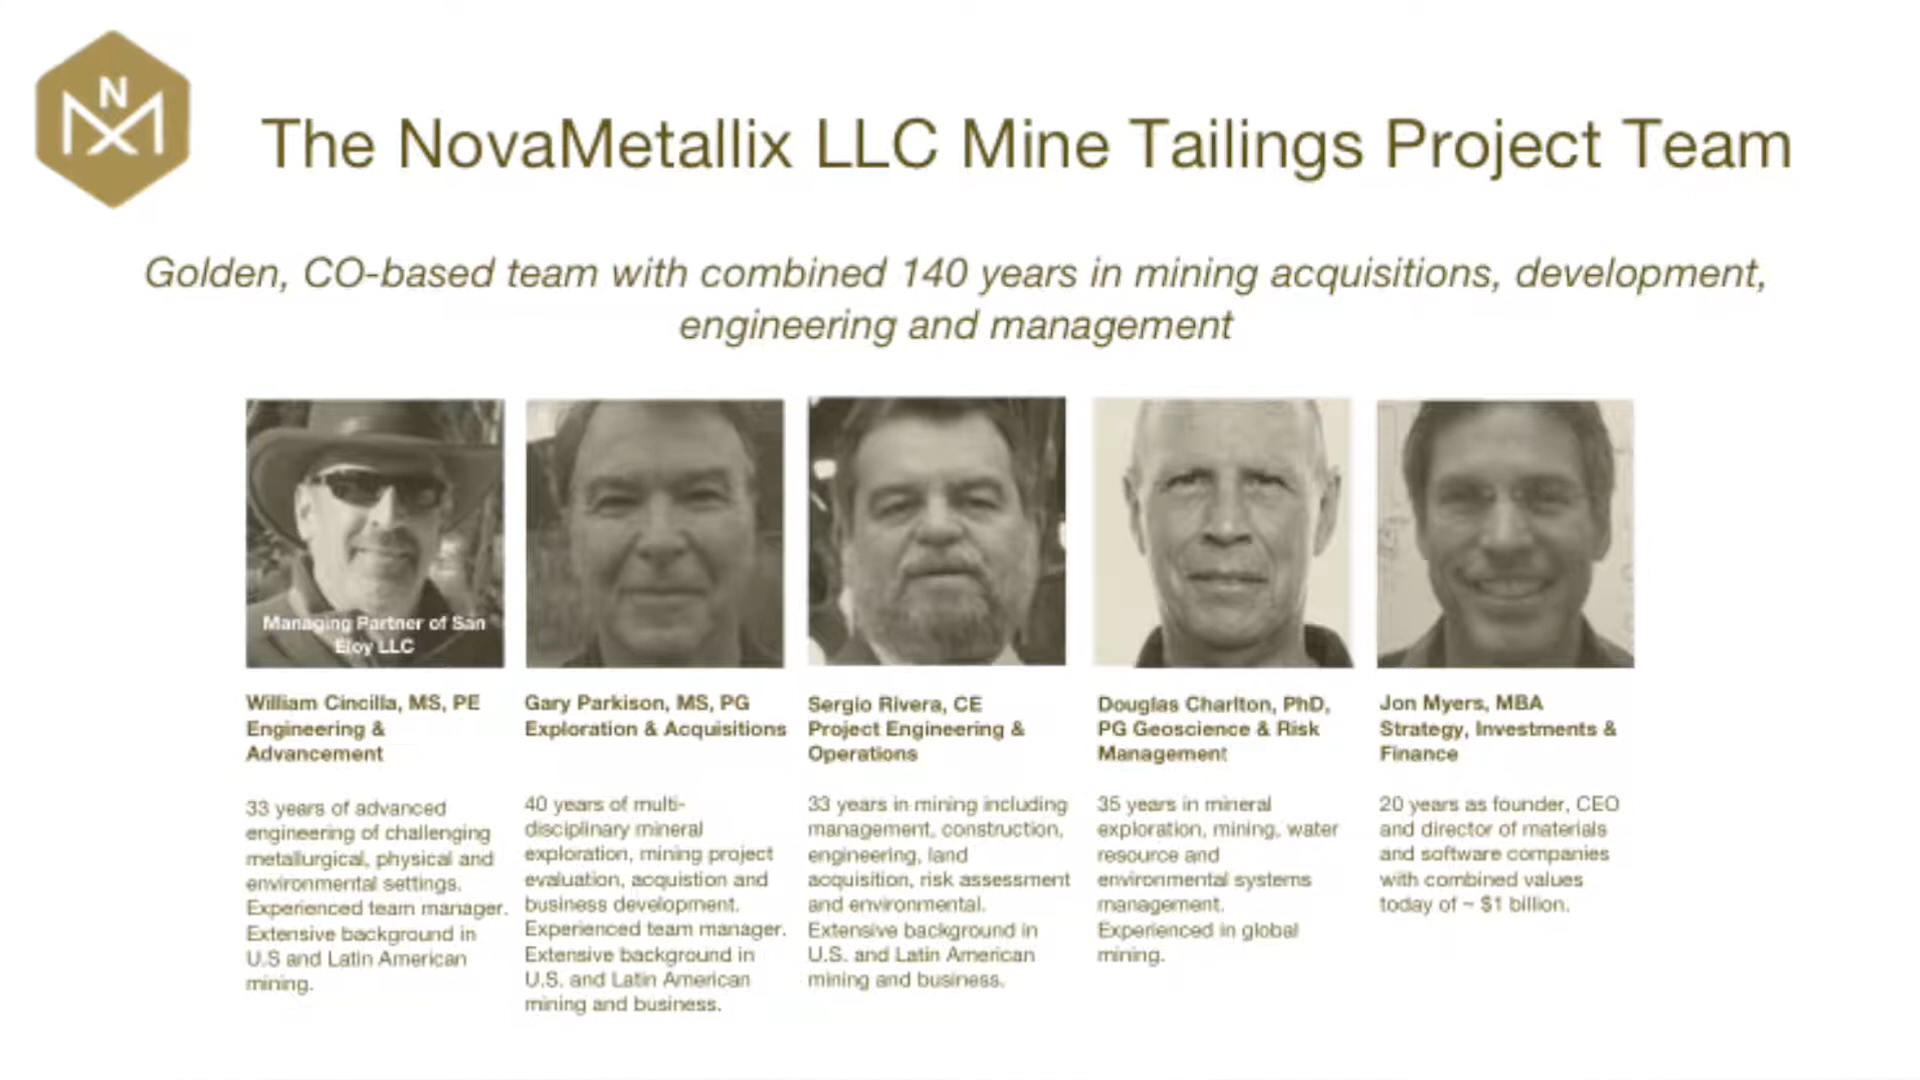 NM
The NovaMetallix LLC Mine Tailings Project Team
Golden, CO-based team with combined 140 years in mining acquisitions, development,
engineering and management
Managing Partner of San
Eloy LLC
William Cincilla, MS, PE
Engineering &
Advancement
33 years of advanced
engineering of challenging
metallurgical, physical and
environmental settings.
Experienced team manager.
Extensive background in
U.S and Latin American
mining.
Gary Parkison, MS, PG
Exploration & Acquisitions
40 years of multi-
disciplinary mineral
exploration, mining project
evaluation, acquistion and
business development.
Experienced team manager.
Extensive background in
U.S. and Latin American
mining and business.
Sergio Rivera, CE
Project Engineering &
Operations
33 years in mining including
management, construction,
engineering, land
acquisition, risk assessment
and environmental.
Extensive background in
U.S. and Latin American
mining and business.
Douglas Charlton, PhD,
PG Geoscience & Risk
Management
35 years in mineral
exploration, mining, water
resource and
environmental systems
management.
Experienced in global
mining.
Jon Myers, MBA
Strategy, Investments &
Finance
20 years as founder, CEO
and director of materials
and software companies
with combined values
today of ~ $1 billion.